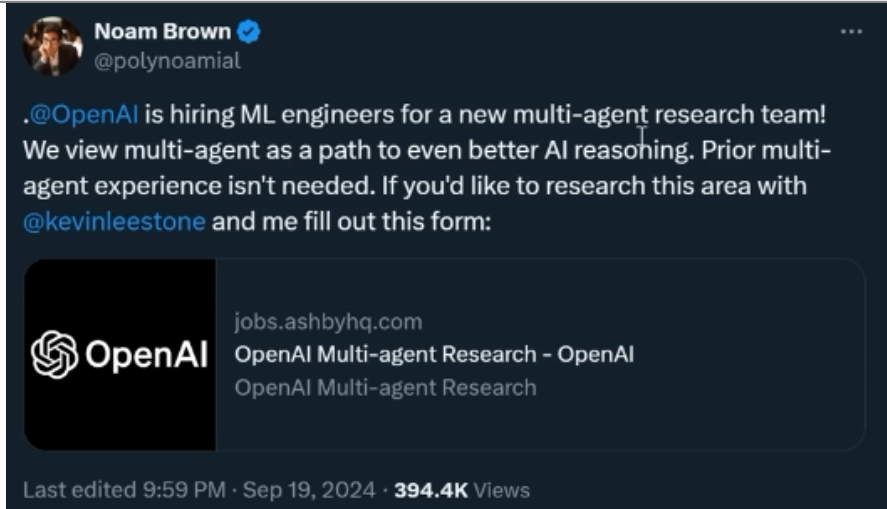 Noam Brown
@polynoamial
.@OpenAI is hiring ML engineers for a new multi-agent research team!
We view multi-agent as a path to even better AI reasoning. Prior multi-
agent experience isn't needed. If you'd like to research this area with
@kevinleestone and me fill out this form:
OpenAI
jobs.ashbyhq.com
OpenAI Multi-agent Research - OpenAI
OpenAI Multi-agent Research
Last edited 9:59 PM · Sep 19, 2024 · 394.4K Views